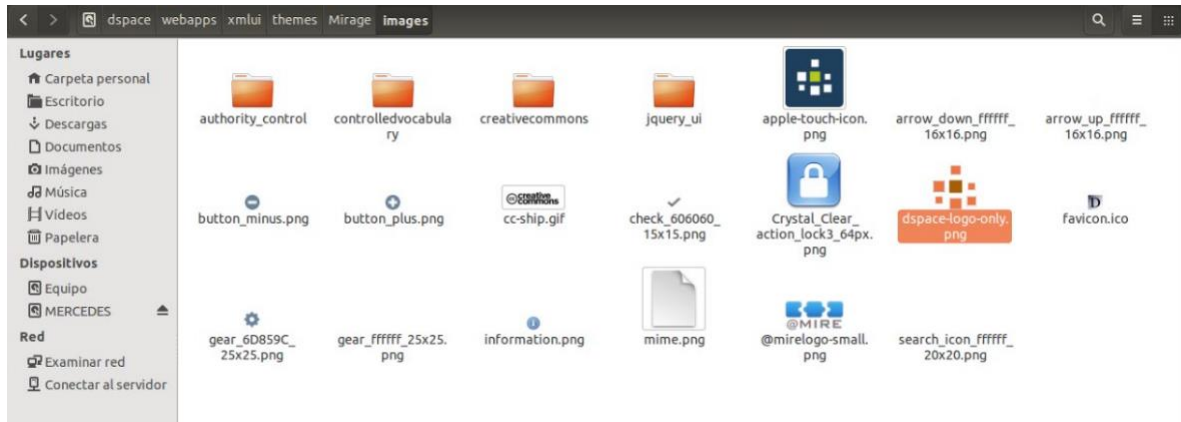 dspace webapps xmlui themes Mirage images
Lugares
Carpeta personal
Escritorio
Descargas
Documentos
Imágenes
Música
Vídeos
Papelera
Dispositivos
Equipo
MERCEDES
Red
Examinar red
Conectar al servidor
authority_control
controlledvocabula
ry
creativecommons
jquery_ui
apple-touch-icon.
png
arrow_down_ffffff_
16x16.png
arrow_up_ffffff_
16x16.png
button_minus.png
button_plus.png
creative
commons
cc-ship.gif
check_606060_
15x15.png
Crystal_Clear_
action_lock3_64px.
png
dspace-logo-only.
png
D
favicon.ico
gear_6D859C_
25x25.png
gear_ffffff_25x25.
png
information.png
mime.png
@MIRE
@mirelogo-small.
png
search_icon_ffffff_
20x20.png